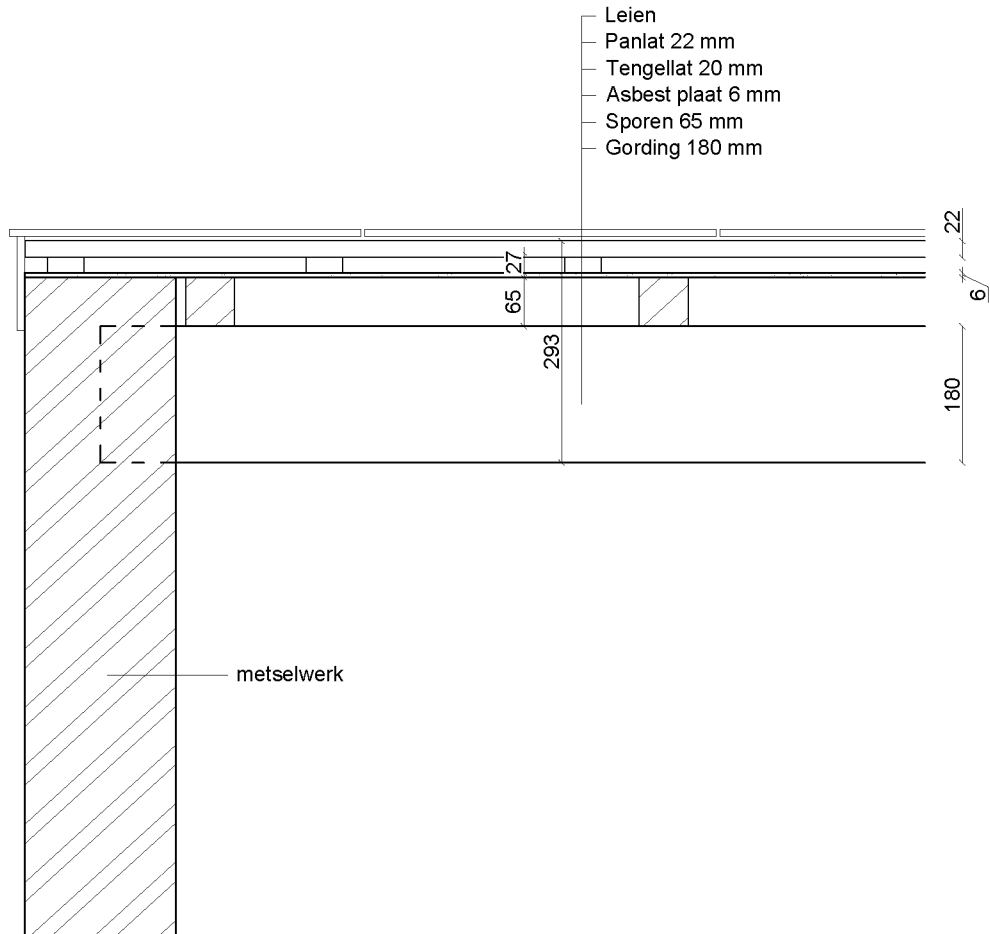 Leien
Panlat 22 mm
Tengellat 20 mm
Asbest plaat 6 mm
Sporen 65 mm
Gording 180 mm
22
27
6
65
293
180
metselwerk